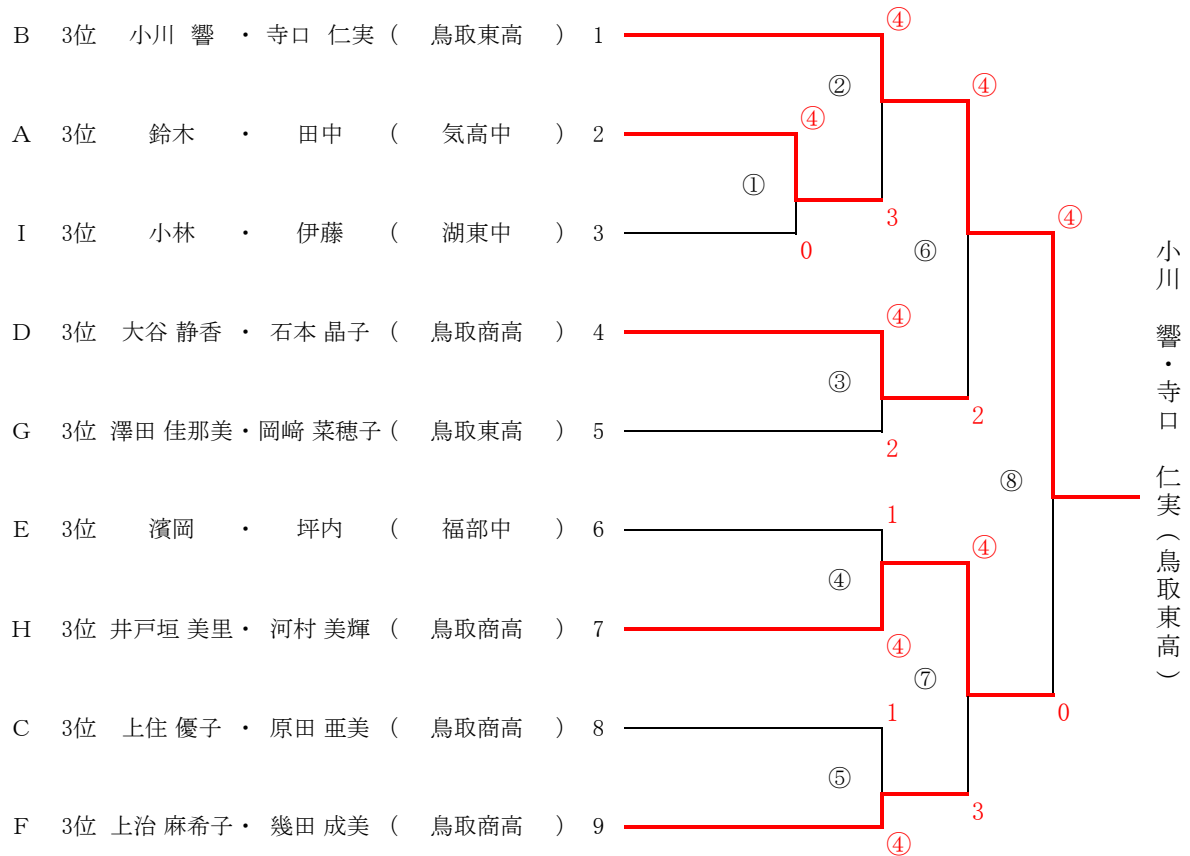 B 3位 小川 響 ・ 寺口 仁実 ( 鳥取東高 ) 1
A 3位 鈴木 ・ 田中 ( 気高中 ) 2
I 3位 小林 ・ 伊藤 ( 湖東中 ) 3
D 3位 大谷 静香 ・ 石本 晶子 ( 鳥取商高 ) 4
G 3位 澤田 佳那美・岡﨑 菜穂子 ( 鳥取東高 ) 5
E 3位 濱岡 ・ 坪内 ( 福部中 ) 6
H 3位 井戸垣 美里・ 河村 美輝 ( 鳥取商高 ) 7
C 3位 上住 優子 ・ 原田 亜美 ( 鳥取商高 ) 8
F 3位 上治 麻希子・ 幾田 成美 ( 鳥取商高 ) 9
④
②
④
④
①
3
④
0
⑥
④
③
2
2
⑧
1
④
④
④
⑦
1
0
⑤
3
④
小川 響・寺口 仁実(鳥取東高)